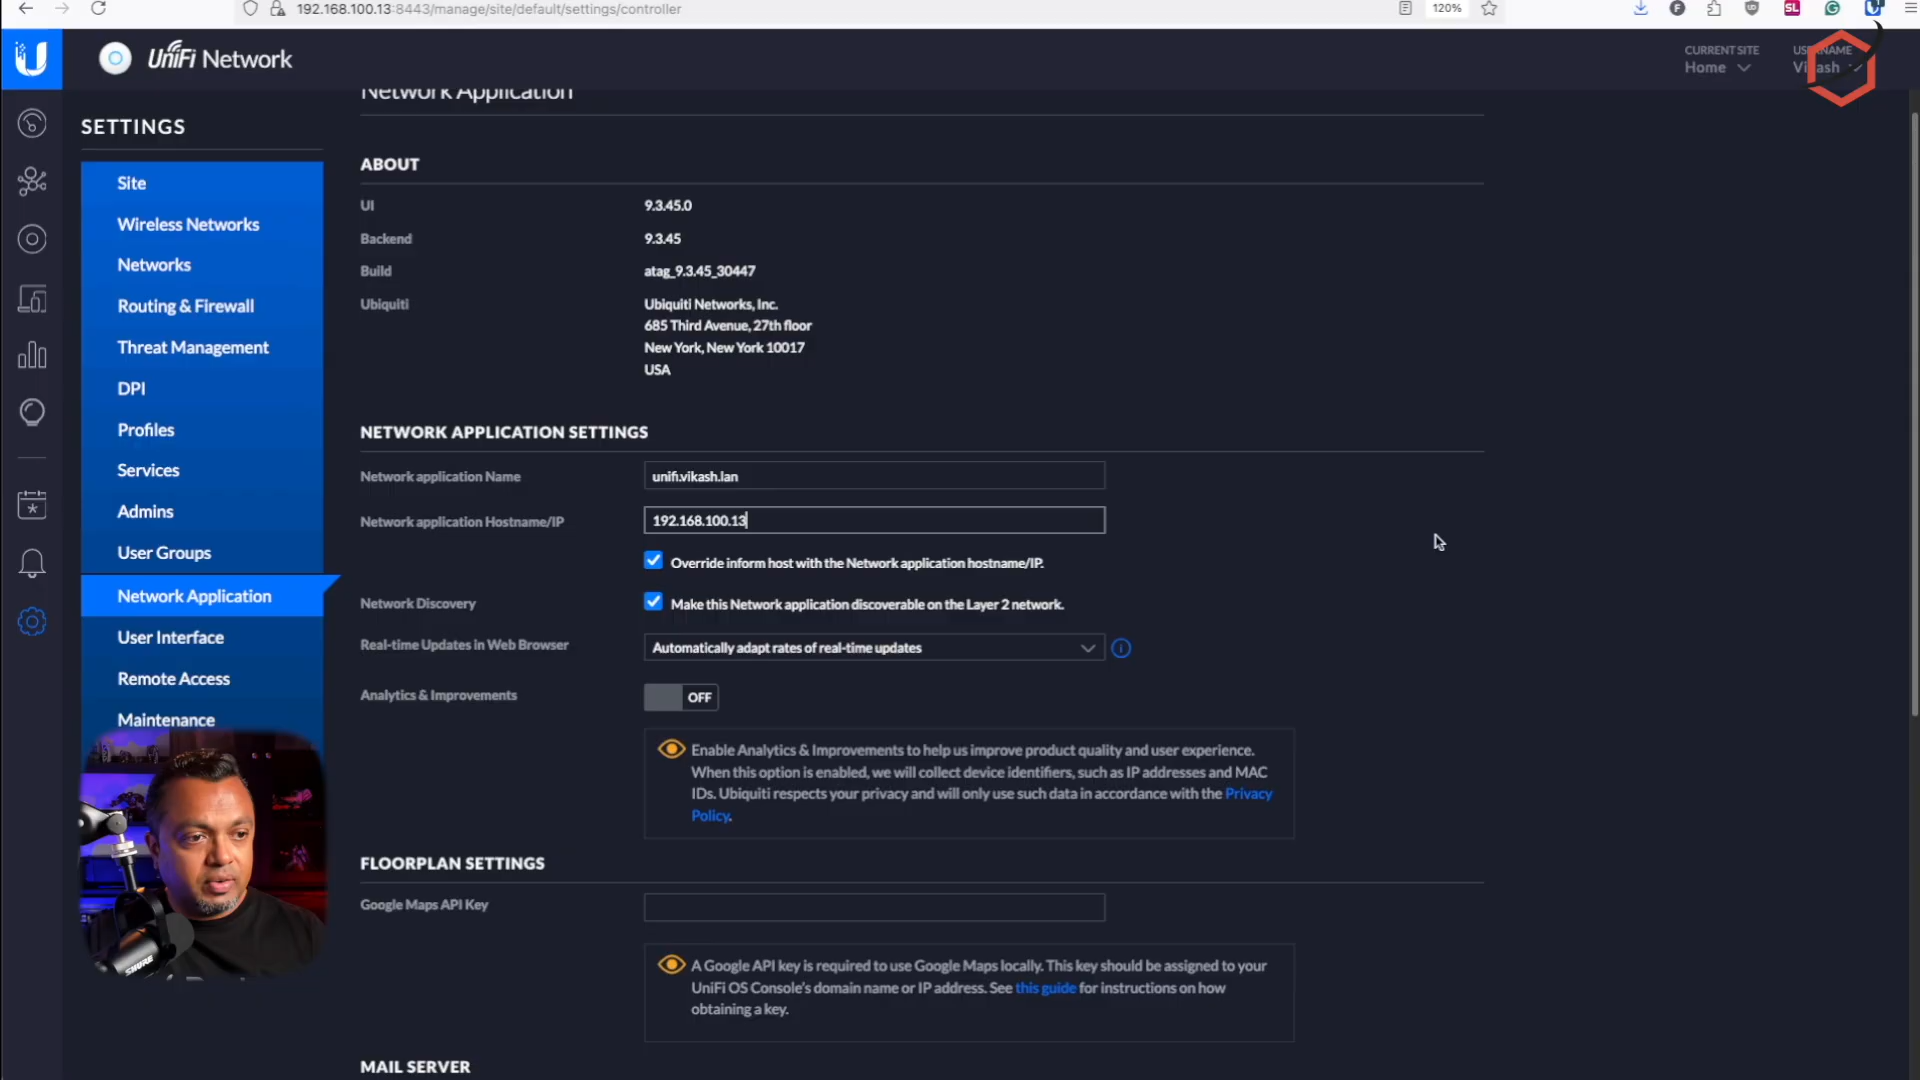 192.168.100.13:8443/manage/site/default/settings/controller
120%
SL
UniFi Network
CURRENT SITE
Home
USERNAME
Vikash
Network Application
SETTINGS
Site
Wireless Networks
Networks
Routing & Firewall
Threat Management
DPI
Profiles
Services
Admins
User Groups
Network Application
User Interface
Remote Access
Maintenance
ABOUT
UI 9.3.45.0
Backend 9.3.45
Build atag_9.3.45_30447
Ubiquiti Ubiquiti Networks, Inc.
685 Third Avenue, 27th floor
New York, New York 10017
USA
NETWORK APPLICATION SETTINGS
Network application Name unifi.vikash.lan
Network application Hostname/IP 192.168.100.13
Override inform host with the Network application hostname/IP.
Network Discovery Make this Network application discoverable on the Layer 2 network.
Real-time Updates in Web Browser Automatically adapt rates of real-time updates
Analytics & Improvements OFF
Enable Analytics & Improvements to help us improve product quality and user experience.
When this option is enabled, we will collect device identifiers, such as IP addresses and MAC
IDs. Ubiquiti respects your privacy and will only use such data in accordance with the Privacy
Policy.
FLOORPLAN SETTINGS
Google Maps API Key
A Google API key is required to use Google Maps locally. This key should be assigned to your
UniFi OS Console's domain name or IP address. See this guide for instructions on how
obtaining a key.
MAIL SERVER
SHURE